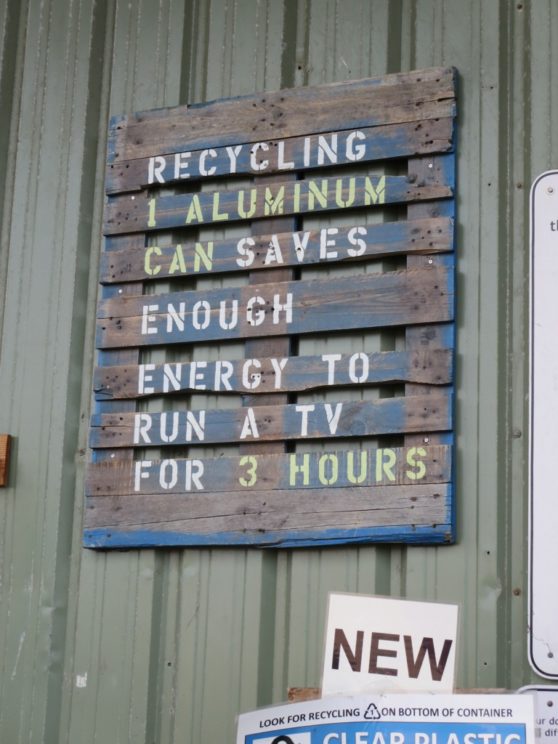 RECYCLING
1 ALUMINUM
CAN SAVES
ENOUGH
ENERGY TO
RUN A TV
FOR 3 HOURS
NEW
LOOK FOR RECYCLING 1 ON BOTTOM OF CONTAINER
CLEAR PLASTIC